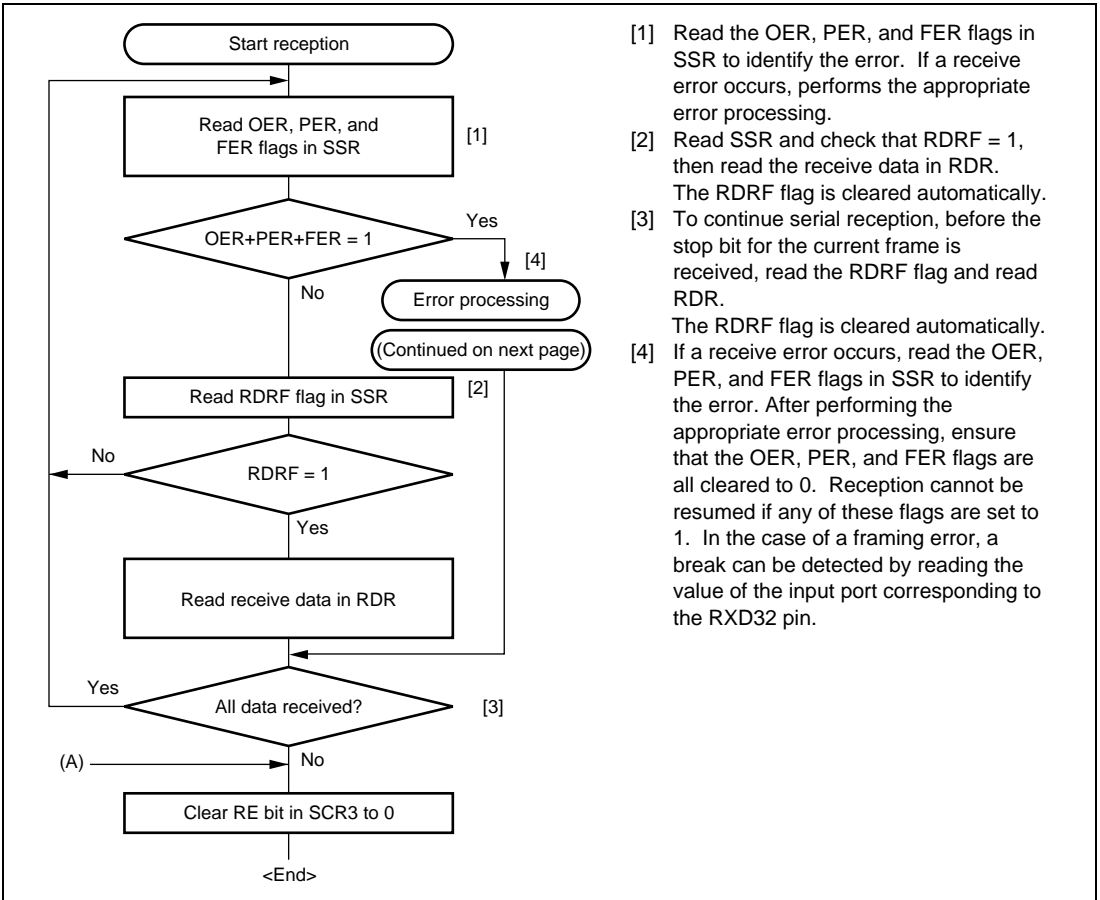 Start reception
Read OER, PER, and
FER flags in SSR
[1]
OER+PER+FER = 1
Yes
No
[4]
Error processing
(Continued on next page)
Read RDRF flag in SSR
[2]
No
RDRF = 1
Yes
Read receive data in RDR
Yes
All data received?
[3]
(A)
No
Clear RE bit in SCR3 to 0
<End>
[1] Read the OER, PER, and FER flags in
SSR to identify the error. If a receive
error occurs, performs the appropriate
error processing.
[2] Read SSR and check that RDRF = 1,
then read the receive data in RDR.
The RDRF flag is cleared automatically.
[3] To continue serial reception, before the
stop bit for the current frame is
received, read the RDRF flag and read
RDR.
The RDRF flag is cleared automatically.
[4] If a receive error occurs, read the OER,
PER, and FER flags in SSR to identify
the error. After performing the
appropriate error processing, ensure
that the OER, PER, and FER flags are
all cleared to 0. Reception cannot be
resumed if any of these flags are set to
1. In the case of a framing error, a
break can be detected by reading the
value of the input port corresponding to
the RXD32 pin.